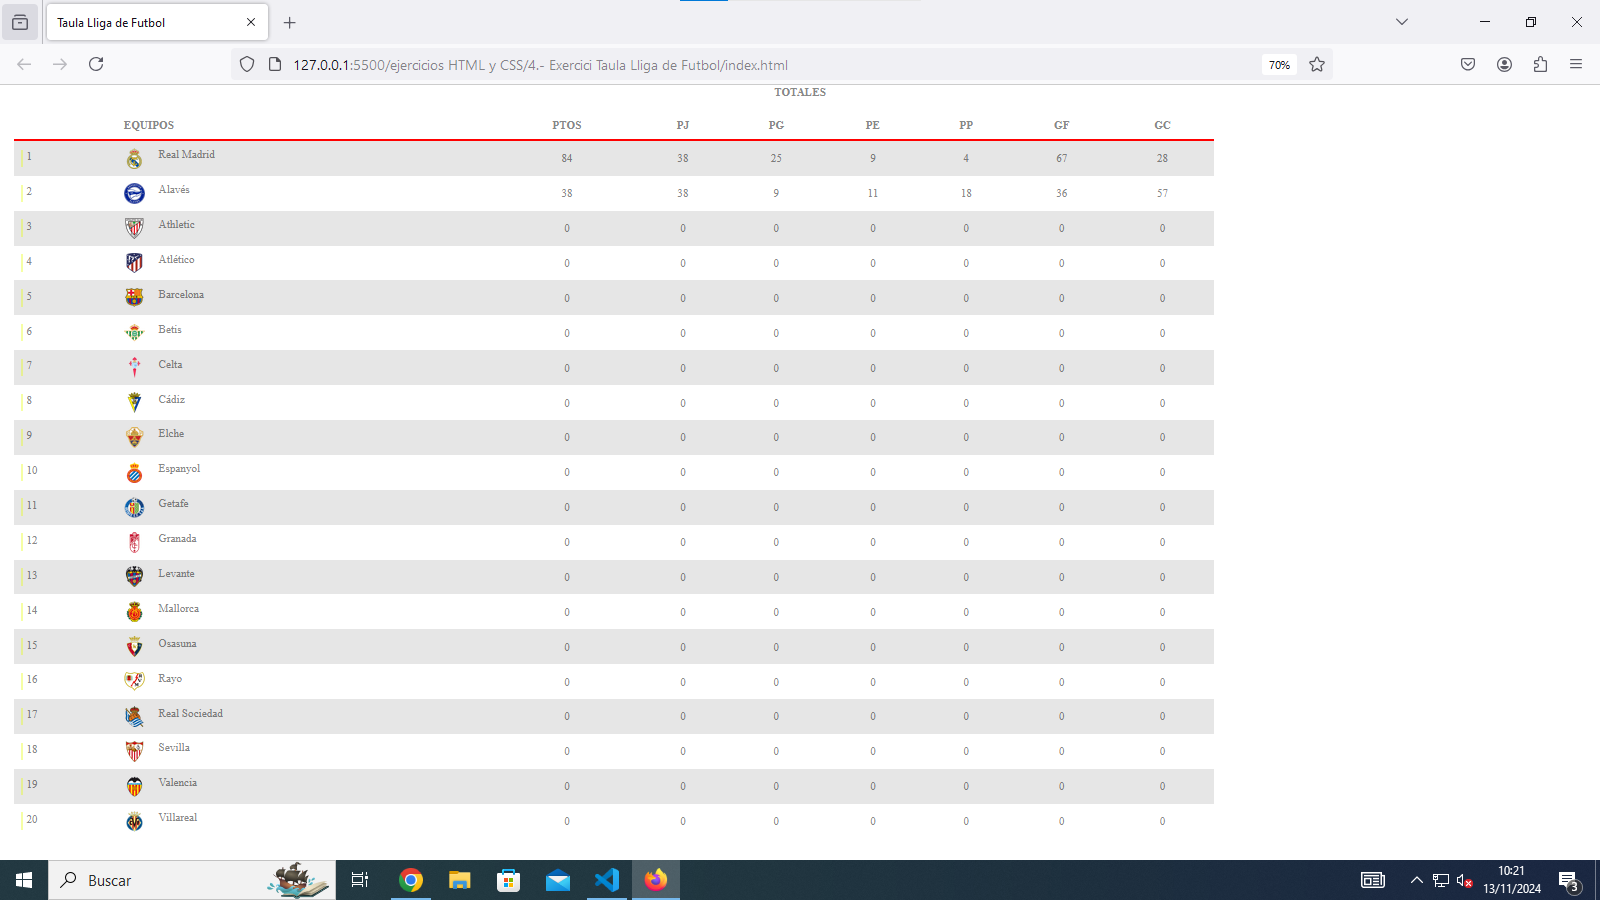 Taula Lliga de Futbol
127.0.0.1:5500/ejercicios HTML y CSS/4.- Exercici Taula Lliga de Futbol/index.html 70%
TOTALES
EQUIPOS PTOS PJ PG PE PP GF GC
1 Real Madrid 84 38 25 9 4 67 28
2 Alavés 38 38 9 11 18 36 57
3 Athletic 0 0 0 0 0 0 0
4 Atlético 0 0 0 0 0 0 0
5 Barcelona 0 0 0 0 0 0 0
6 Betis 0 0 0 0 0 0 0
7 Celta 0 0 0 0 0 0 0
8 Cádiz 0 0 0 0 0 0 0
9 Elche 0 0 0 0 0 0 0
10 Espanyol 0 0 0 0 0 0 0
11 Getafe 0 0 0 0 0 0 0
12 Granada 0 0 0 0 0 0 0
13 Levante 0 0 0 0 0 0 0
14 Mallorca 0 0 0 0 0 0 0
15 Osasuna 0 0 0 0 0 0 0
16 Rayo 0 0 0 0 0 0 0
17 Real Sociedad 0 0 0 0 0 0 0
18 Sevilla 0 0 0 0 0 0 0
19 Valencia 0 0 0 0 0 0 0
20 Villareal 0 0 0 0 0 0 0
Buscar
10:21
13/11/2024
3